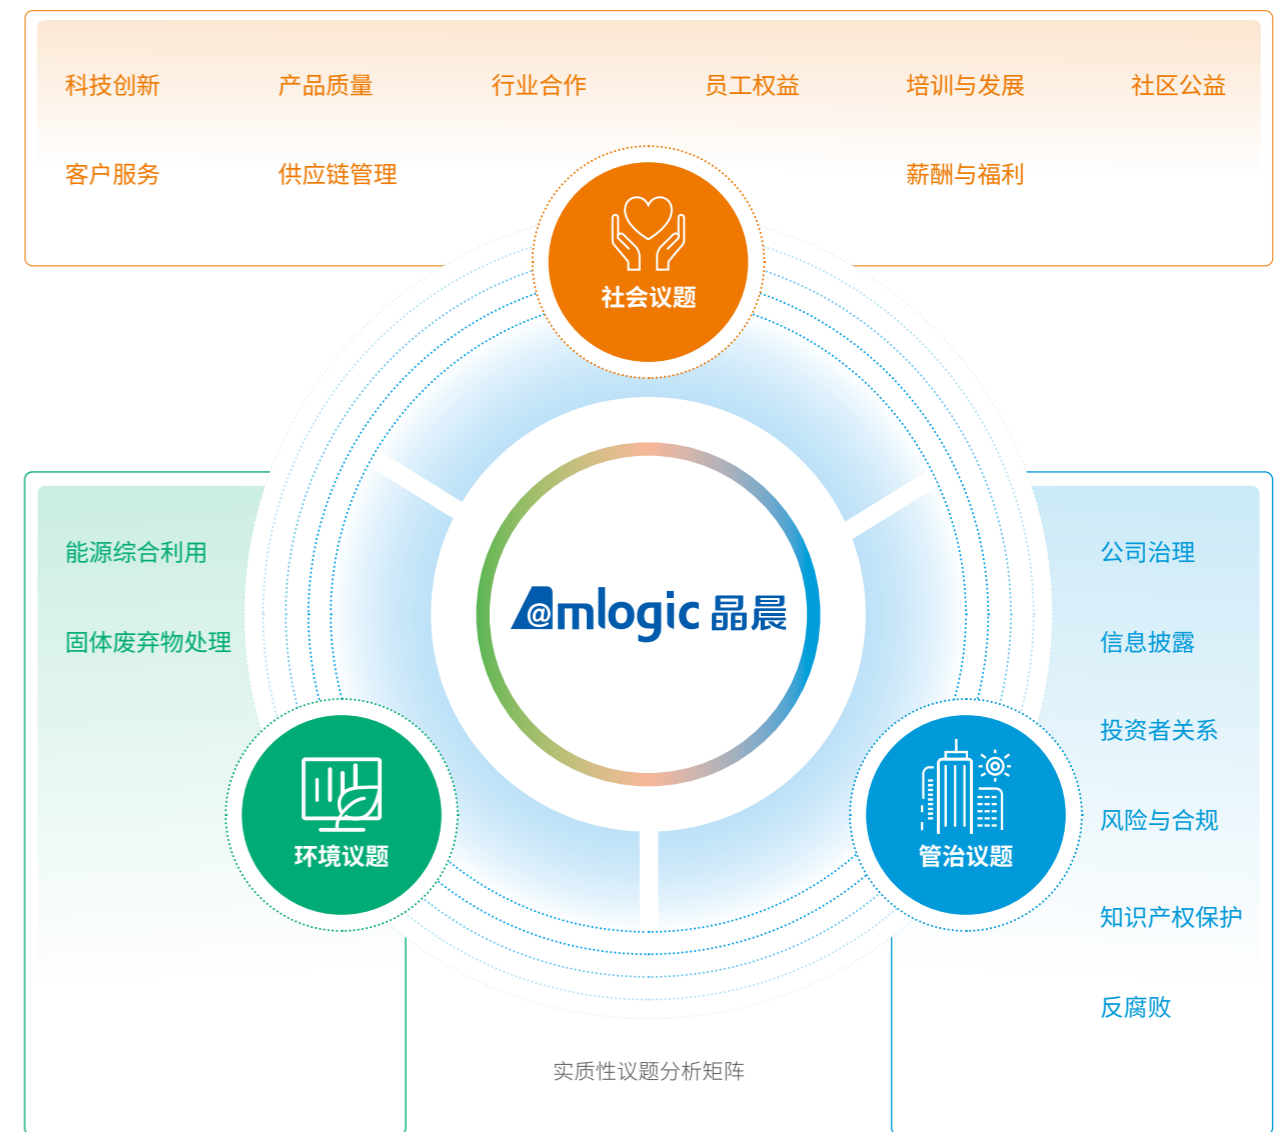 科技创新
产品质量
行业合作
员工权益
培训与发展
社区公益
客户服务
供应链管理
薪酬与福利
社会议题
能源综合利用
固体废弃物处理
Amlogic 晶晨
公司治理
信息披露
投资者关系
风险与合规
知识产权保护
反腐败
环境议题
管治议题
实质性议题分析矩阵